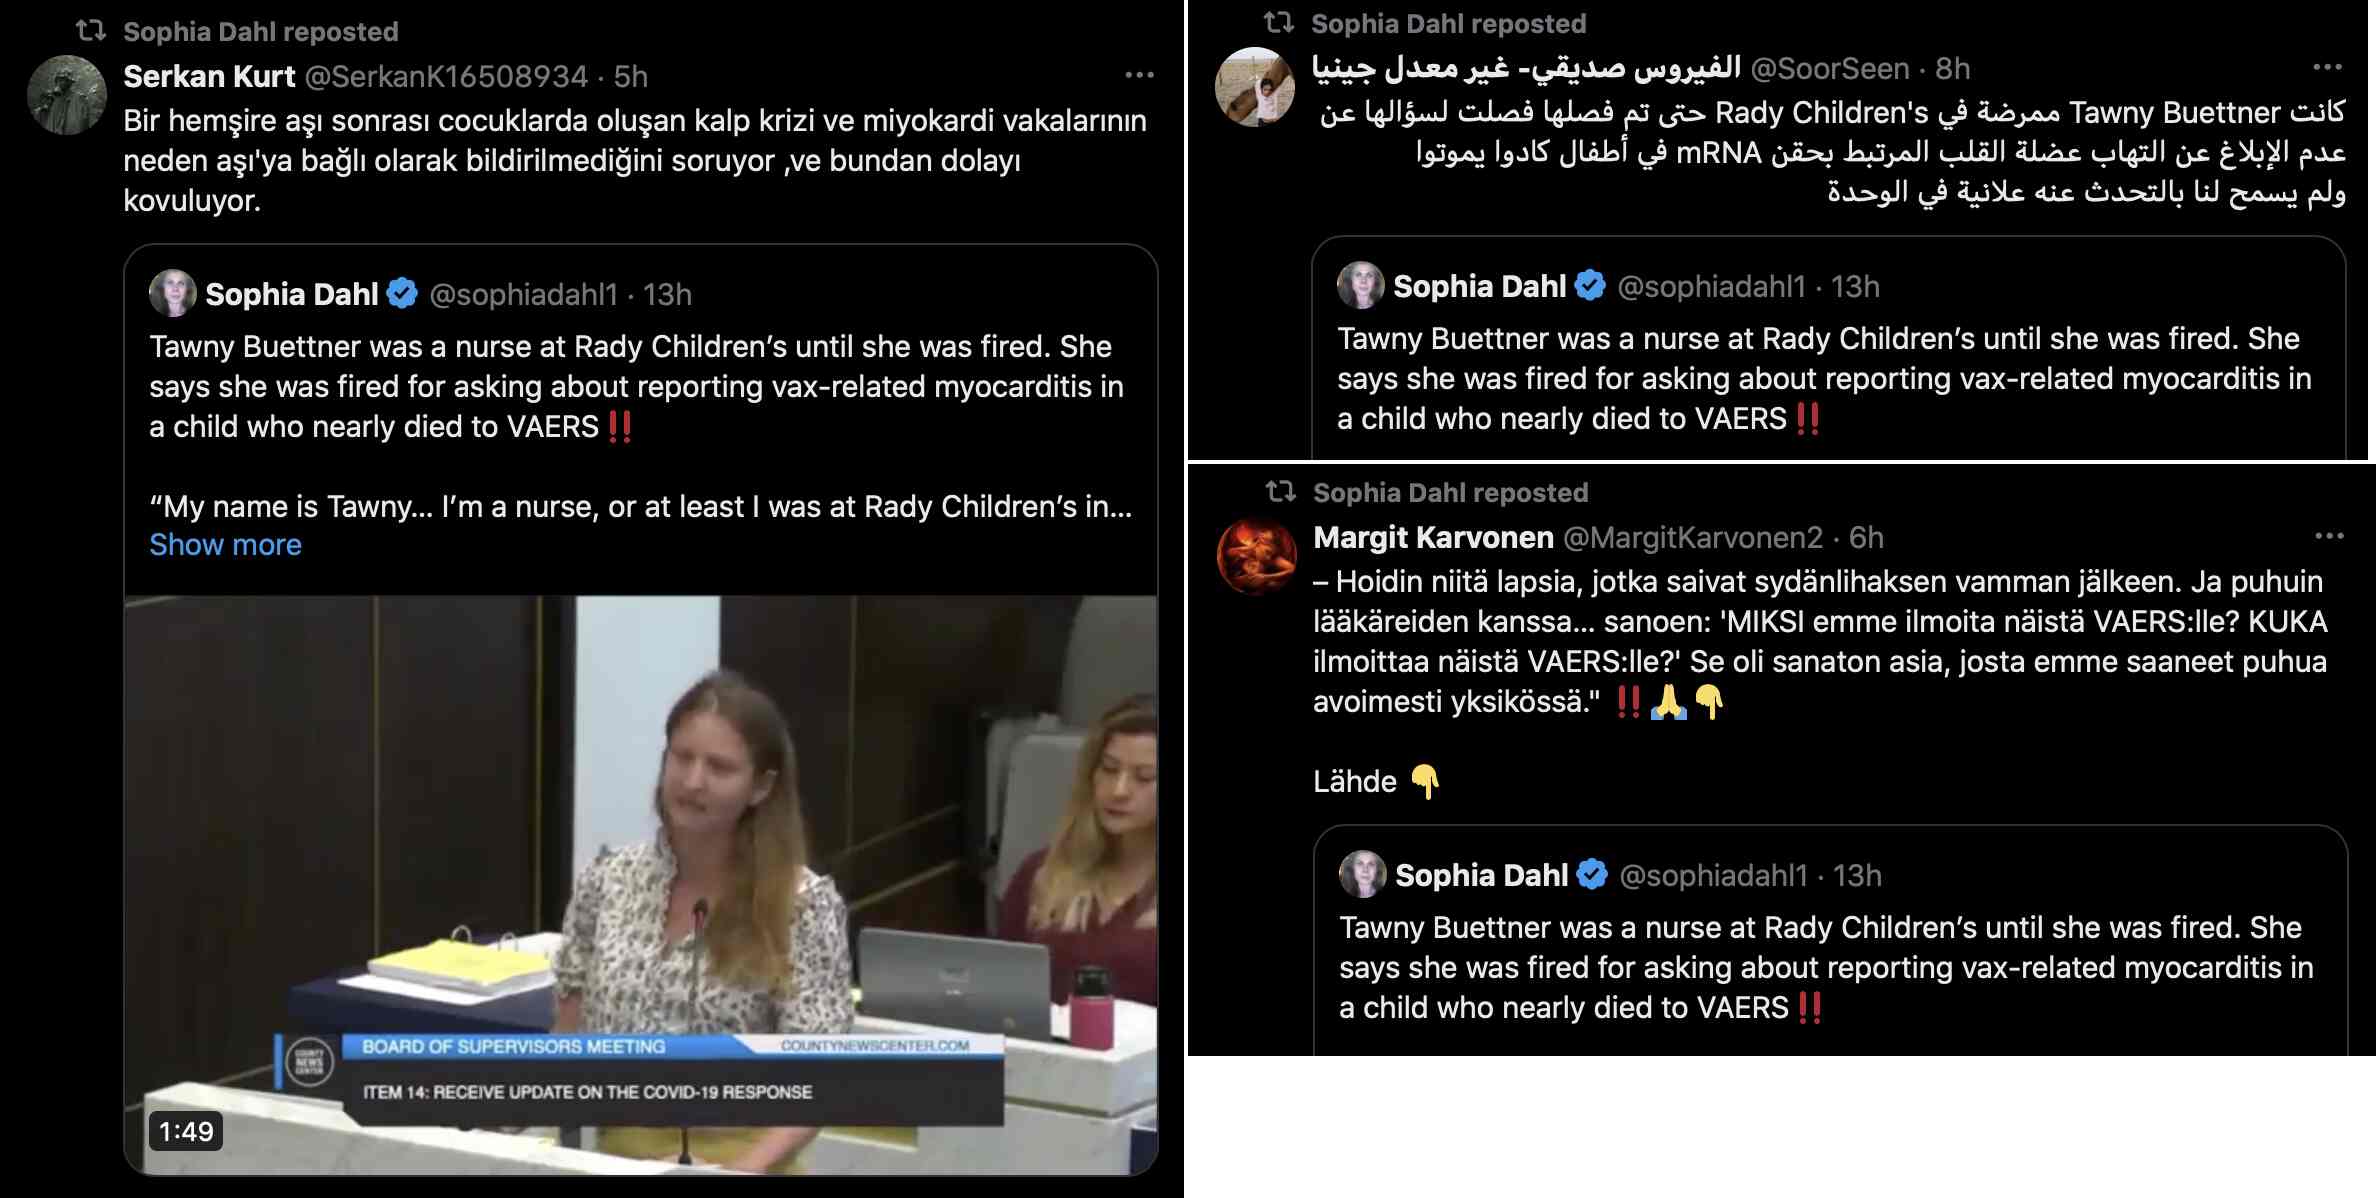 Sophia Dahl reposted
Serkan Kurt @SerkanK16508934 · 5h
Bir hemşire aşı sonrası cocuklarda oluşan kalp krizi ve miyokardi vakalarının
neden aşı'ya bağlı olarak bildirilmediğini soruyor ,ve bundan dolayı
kovuluyor.
Sophia Dahl @sophiadahl1 · 13h
Tawny Buettner was a nurse at Rady Children’s until she was fired. She
says she was fired for asking about reporting vax-related myocarditis in
a child who nearly died to VAERS‼️
“My name is Tawny... I’m a nurse, or at least I was at Rady Children’s in...
Show more
COUNTY
NEWS
CENTER
BOARD OF SUPERVISORS MEETING
COUNTYNEWSCENTER.COM
ITEM 14: RECEIVE UPDATE ON THE COVID-19 RESPONSE
1:49
Sophia Dahl reposted
الفيروس صديقي- غير معدل جينيا @SoorSeen · 8h
كانت Tawny Buettner ممرضة في Rady Children's حتى تم فصلها فصلت لسؤالها عن
عدم الإبلاغ عن التهاب عضلة القلب المرتبط بحقن mRNA في أطفال كادوا يموتوا
ولم يسمح لنا بالتحدث عنه علانية في الوحدة
Sophia Dahl @sophiadahl1 · 13h
Tawny Buettner was a nurse at Rady Children’s until she was fired. She
says she was fired for asking about reporting vax-related myocarditis in
a child who nearly died to VAERS‼️
Sophia Dahl reposted
Margit Karvonen @MargitKarvonen2 · 6h
– Hoidin niitä lapsia, jotka saivat sydänlihaksen vamman jälkeen. Ja puhuin
lääkäreiden kanssa... sanoen: 'MIKSI emme ilmoita näistä VAERS:lle? KUKA
ilmoittaa näistä VAERS:lle?' Se oli sanaton asia, josta emme saaneet puhua
avoimesti yksikössä." ‼️🙏👇
Lähde 👇
Sophia Dahl @sophiadahl1 · 13h
Tawny Buettner was a nurse at Rady Children’s until she was fired. She
says she was fired for asking about reporting vax-related myocarditis in
a child who nearly died to VAERS‼️